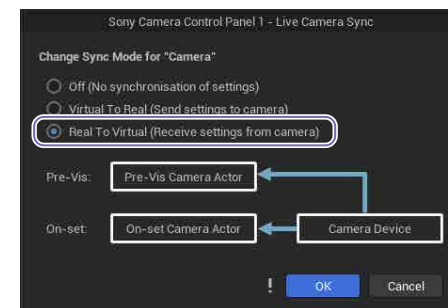 Sony Camera Control Panel 1 - Live Camera Sync
Change Sync Mode for "Camera"
Off (No synchronisation of settings)
Virtual To Real (Send settings to camera)
Real To Virtual (Receive settings from camera)
Pre-Vis: Pre-Vis Camera Actor
On-set: On-set Camera Actor Camera Device
! OK Cancel